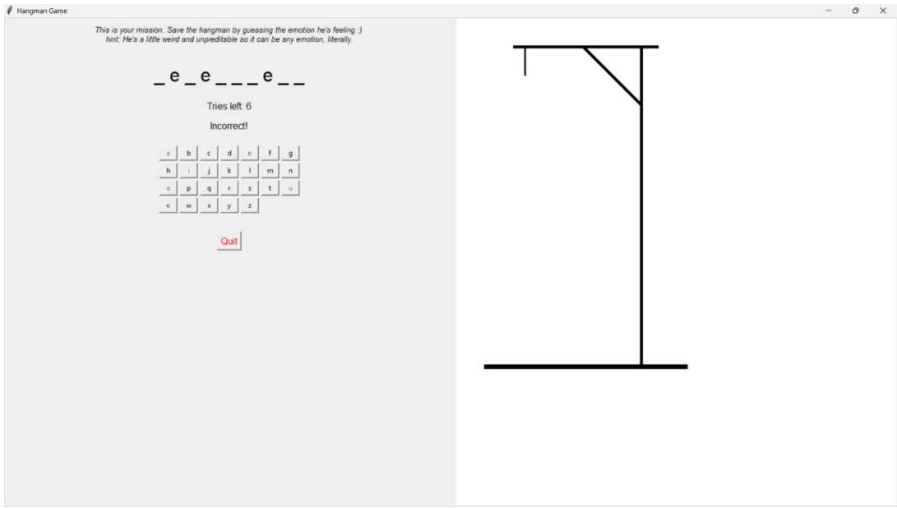 Hangman Game
This is your mission. Save the hangman by guessing the emotion he's feeling :)
hint: He's a little weird and unpreditable so it can be any emotion, literally.
_ e _ e _ _ _ e _ _
Tries left: 6
Incorrect!
a b c d e f g
h i j k l m n
o p q r s t u
v w x y z
Quit